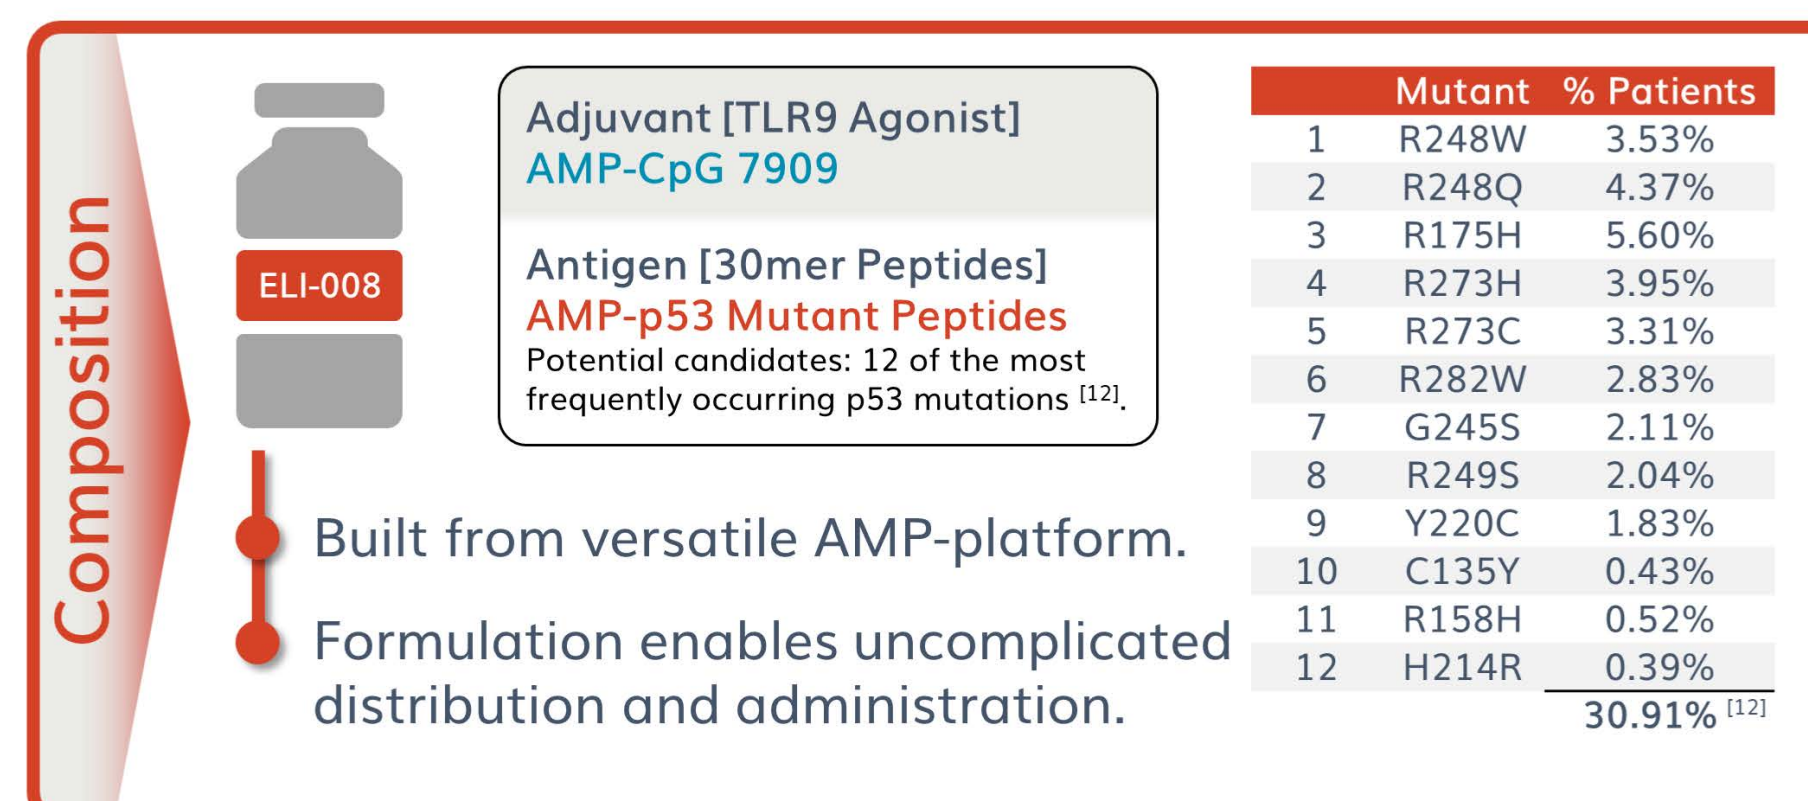 Composition
ELI-008
Adjuvant [TLR9 Agonist]
AMP-CpG 7909
Antigen [30mer Peptides]
AMP-p53 Mutant Peptides
Potential candidates: 12 of the most
frequently occurring p53 mutations [12].
Built from versatile AMP-platform.
Formulation enables uncomplicated
distribution and administration.
Mutant % Patients
1 R248W 3.53%
2 R248Q 4.37%
3 R175H 5.60%
4 R273H 3.95%
5 R273C 3.31%
6 R282W 2.83%
7 G245S 2.11%
8 R249S 2.04%
9 Y220C 1.83%
10 C135Y 0.43%
11 R158H 0.52%
12 H214R 0.39%
30.91% [12]